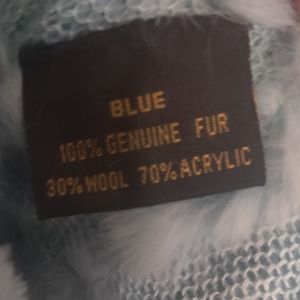 BLUE
100% GENUINE FUR
30% WOOL 70% ACRYLIC